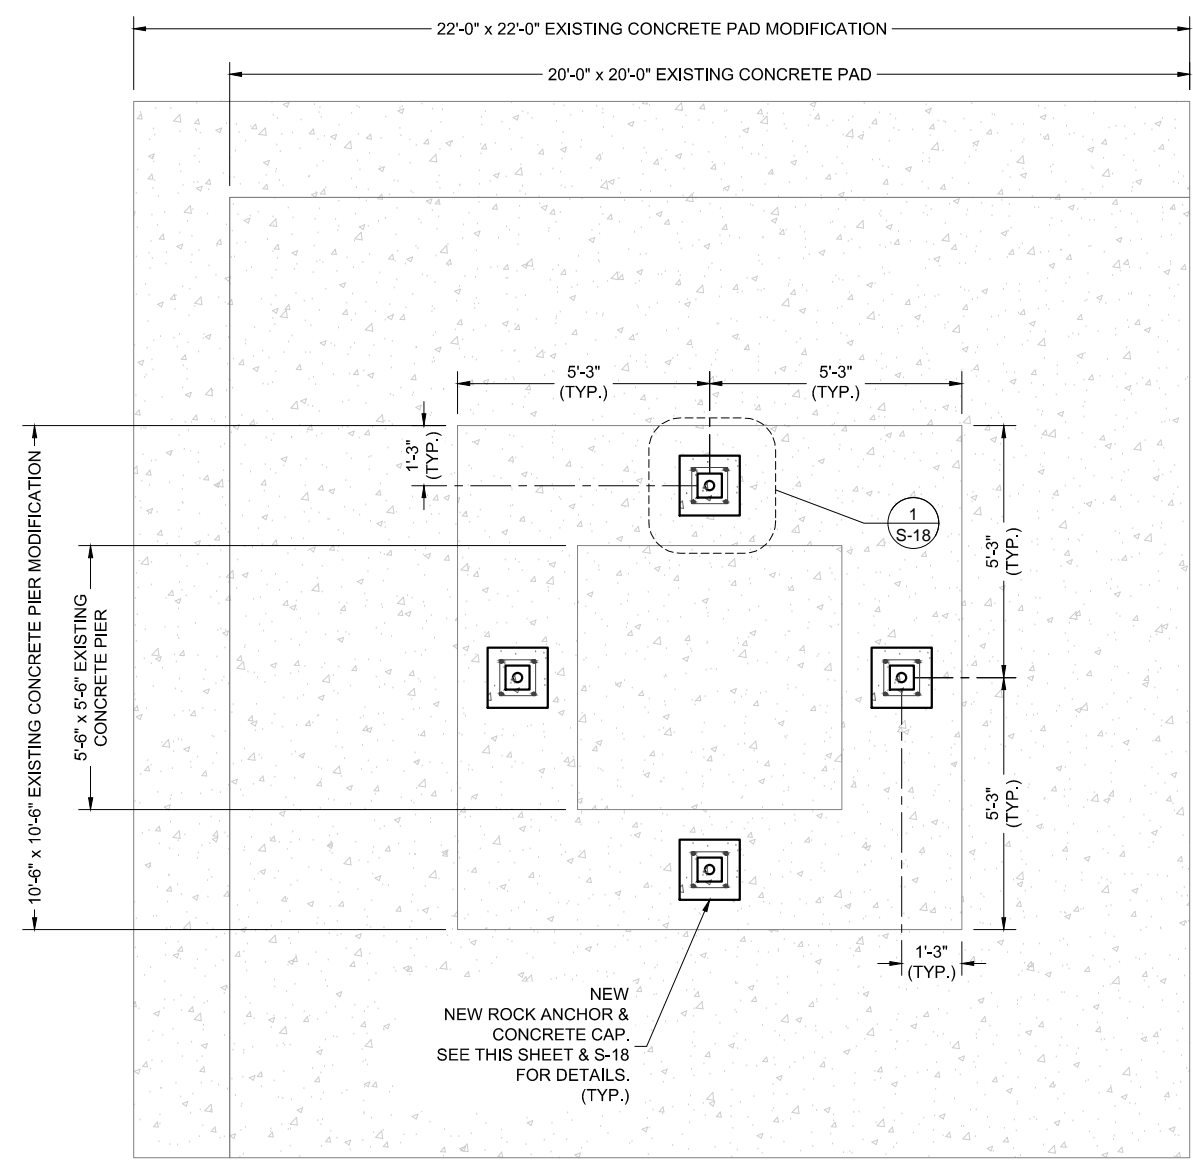 22'-0" x 22'-0" EXISTING CONCRETE PAD MODIFICATION
20'-0" x 20'-0" EXISTING CONCRETE PAD
5'-3"
(TYP.)
5'-3"
(TYP.)
1'-3"
(TYP.)
10'-6" x 10'-6" EXISTING CONCRETE PIER MODIFICATION
5'-6" x 5'-6" EXISTING
CONCRETE PIER
1
S-18
5'-3"
(TYP.)
5'-3"
(TYP.)
1'-3"
(TYP.)
NEW
NEW ROCK ANCHOR &
CONCRETE CAP.
SEE THIS SHEET & S-18
FOR DETAILS.
(TYP.)